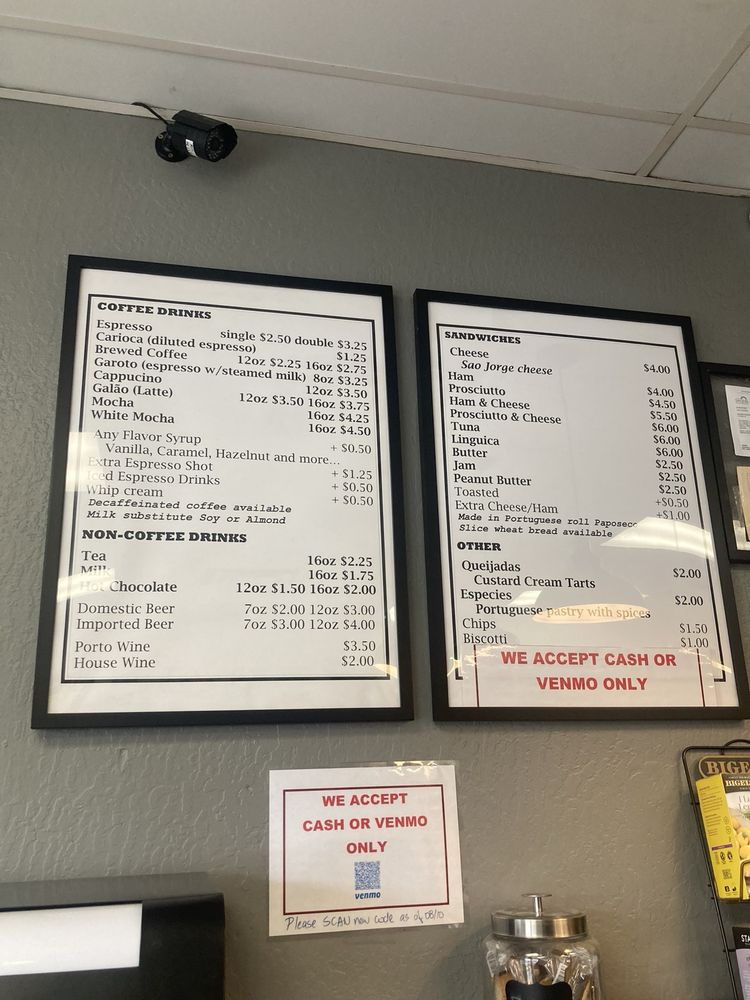 COFFEE DRINKS
Espresso single $2.50 double $3.25
Carioca (diluted espresso) $1.25
Brewed Coffee 12oz $2.25 16oz $2.75
Garoto (espresso w/steamed milk) 8oz $3.25
Cappucino 12oz $3.50
Galão (Latte) 12oz $3.50 16oz $3.75
Mocha 16oz $4.25
White Mocha 16oz $4.50
Any Flavor Syrup + $0.50
Vanilla, Caramel, Hazelnut and more...
Extra Espresso Shot + $1.25
Iced Espresso Drinks + $0.50
Whip cream + $0.50
Decaffeinated coffee available
Milk substitute Soy or Almond
NON-COFFEE DRINKS
Tea 16oz $2.25
Milk 16oz $1.75
Hot Chocolate 12oz $1.50 16oz $2.00
Domestic Beer 7oz $2.00 12oz $3.00
Imported Beer 7oz $3.00 12oz $4.00
Porto Wine $3.50
House Wine $2.00
SANDWICHES
Cheese
Sao Jorge cheese $4.00
Ham $4.00
Prosciutto $4.50
Ham & Cheese $5.50
Prosciutto & Cheese $6.00
Tuna $6.00
Linguica $6.00
Butter $2.50
Jam $2.50
Peanut Butter $2.50
Toasted +$0.50
Extra Cheese/Ham +$1.00
Made in Portuguese roll Paposeco
Slice wheat bread available
OTHER
Queijadas $2.00
Custard Cream Tarts
Especies $2.00
Portuguese pastry with spices
Chips $1.50
Biscotti $1.00
WE ACCEPT CASH OR
VENMO ONLY
WE ACCEPT
CASH OR VENMO
ONLY
venmo
Please SCAN new code as of 08/10
BIGE
BIGEL
STA